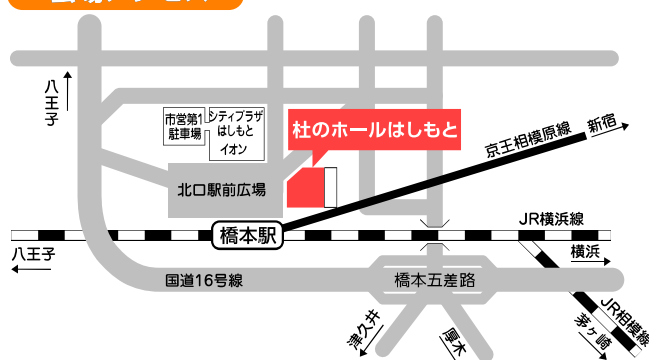 八王子
市営第1
駐車場
シティプラザ
はしもと
イオン
杜のホールはしもと
京王相模原線
新宿
北口駅前広場
橋本駅
JR横浜線
八王子
横浜
国道16号線
橋本五差路
JR相模線
津久井
厚木
茅ヶ崎